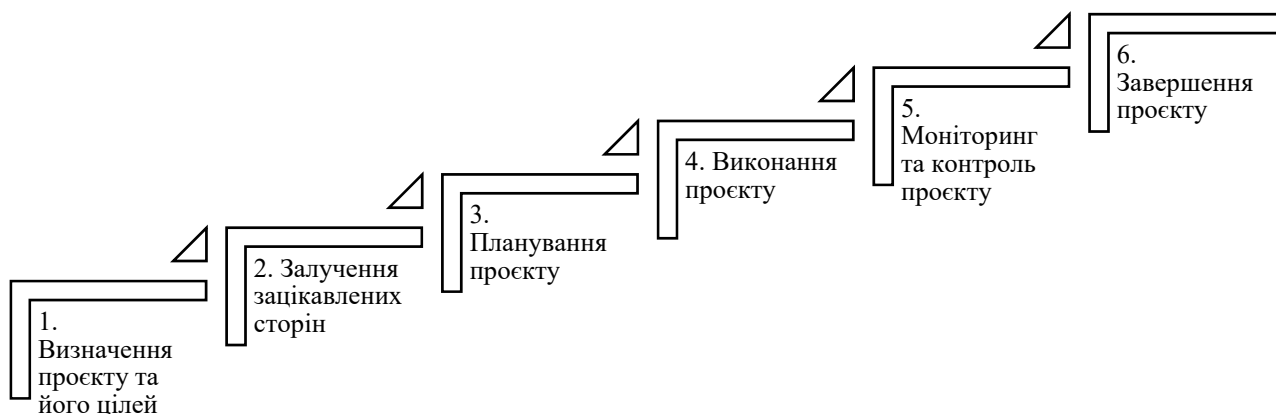 1.
Визначення
проєкту та
його цілей
2. Залучення
зацікавлених
сторін
3.
Планування
проєкту
4. Виконання
проєкту
5.
Моніторинг
та контроль
проєкту
6.
Завершення
проєкту